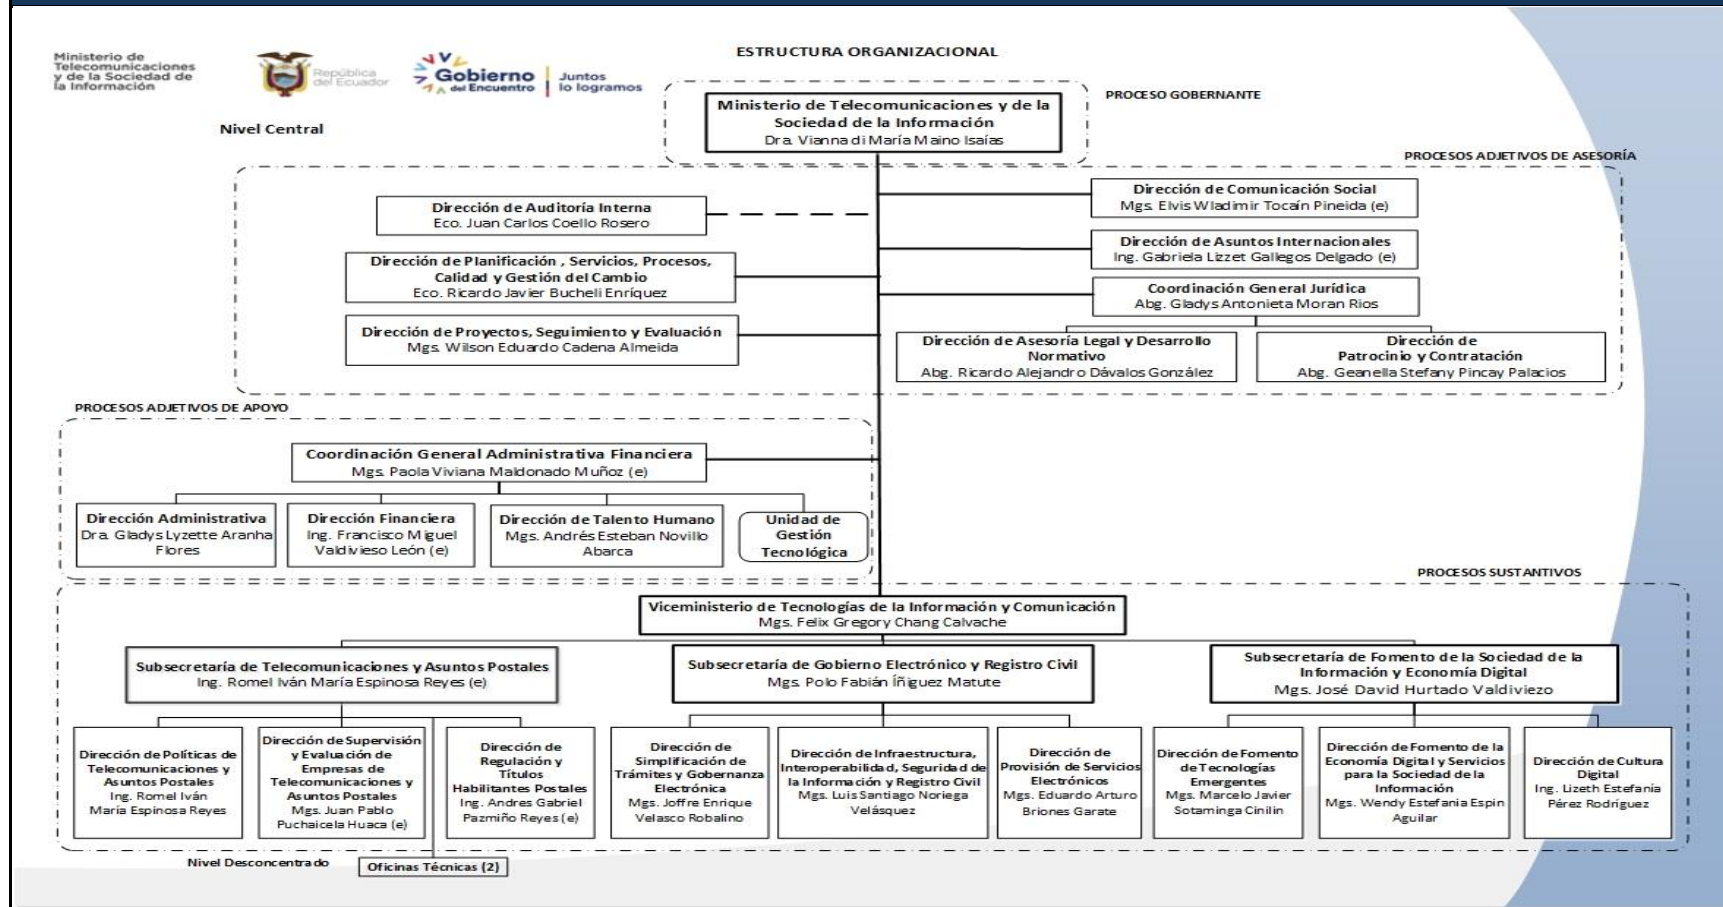 Ministerio de
Telecomunicaciones
y de la Sociedad de
la Información
República
del Ecuador
Gobierno
del Encuentro
Juntos
lo logramos
ESTRUCTURA ORGANIZACIONAL
Nivel Central
PROCESO GOBERNANTE
Ministerio de Telecomunicaciones y de la
Sociedad de la Información
Dra. Vianna di María Maino Isaías
PROCESOS ADJETIVOS DE ASESORÍA
Dirección de Auditoría Interna
Eco. Juan Carlos Coello Rosero
Dirección de Planificación , Servicios, Procesos,
Calidad y Gestión del Cambio
Eco. Ricardo Javier Bucheli Enríquez
Dirección de Proyectos, Seguimiento y Evaluación
Mgs. Wilson Eduardo Cadena Almeida
Dirección de Comunicación Social
Mgs. Elvis Wladimir Tocaín Pineida (e)
Dirección de Asuntos Internacionales
Ing. Gabriela Lizzet Gallegos Delgado (e)
Coordinación General Jurídica
Abg. Gladys Antonieta Moran Rios
Dirección de Asesoría Legal y Desarrollo
Normativo
Abg. Ricardo Alejandro Dávalos González
Dirección de
Patrocinio y Contratación
Abg. Geanella Stefany Pincay Palacios
PROCESOS ADJETIVOS DE APOYO
Coordinación General Administrativa Financiera
Mgs. Paola Viviana Maldonado Muñoz (e)
Dirección Administrativa
Dra. Gladys Lyzette Aranha
Flores
Dirección Financiera
Ing. Francisco Miguel
Valdivieso León (e)
Dirección de Talento Humano
Mgs. Andrés Esteban Novillo
Abarca
Unidad de
Gestión
Tecnológica
PROCESOS SUSTANTIVOS
Viceministerio de Tecnologías de la Información y Comunicación
Mgs. Felix Gregory Chang Calvache
Subsecretaría de Telecomunicaciones y Asuntos Postales
Ing. Romel Iván María Espinosa Reyes (e)
Subsecretaría de Gobierno Electrónico y Registro Civil
Mgs. Polo Fabián Íñiguez Matute
Subsecretaría de Fomento de la Sociedad de la
Información y Economía Digital
Mgs. José David Hurtado Valdiviezo
Dirección de Políticas de
Telecomunicaciones y
Asuntos Postales
Ing. Romel Iván
María Espinosa Reyes
Dirección de Supervisión
y Evaluación de
Empresas de
Telecomunicaciones y
Asuntos Postales
Mgs. Juan Pablo
Puchaicela Huaca (e)
Dirección de
Regulación y
Títulos
Habilitantes Postales
Ing. Andres Gabriel
Pazmiño Reyes (e)
Dirección de
Simplificación de
Trámites y Gobernanza
Electrónica
Mgs. Joffre Enrique
Velasco Robalino
Dirección de Infraestructura,
Interoperabilidad, Seguridad de
la Información y Registro Civil
Mgs. Luis Santiago Noriega
Velásquez
Dirección de
Provisión de Servicios
Electrónicos
Mgs. Eduardo Arturo
Briones Garate
Dirección de Fomento
de Tecnologías
Emergentes
Mgs. Marcelo Javier
Sotaminga Cinilin
Dirección de Fomento de la
Economía Digital y Servicios
para la Sociedad de la
Información
Mgs. Wendy Estefania Espin
Aguilar
Dirección de Cultura
Digital
Ing. Lizeth Estefanía
Pérez Rodríguez
Nivel Desconcentrado
Oficinas Técnicas (2)